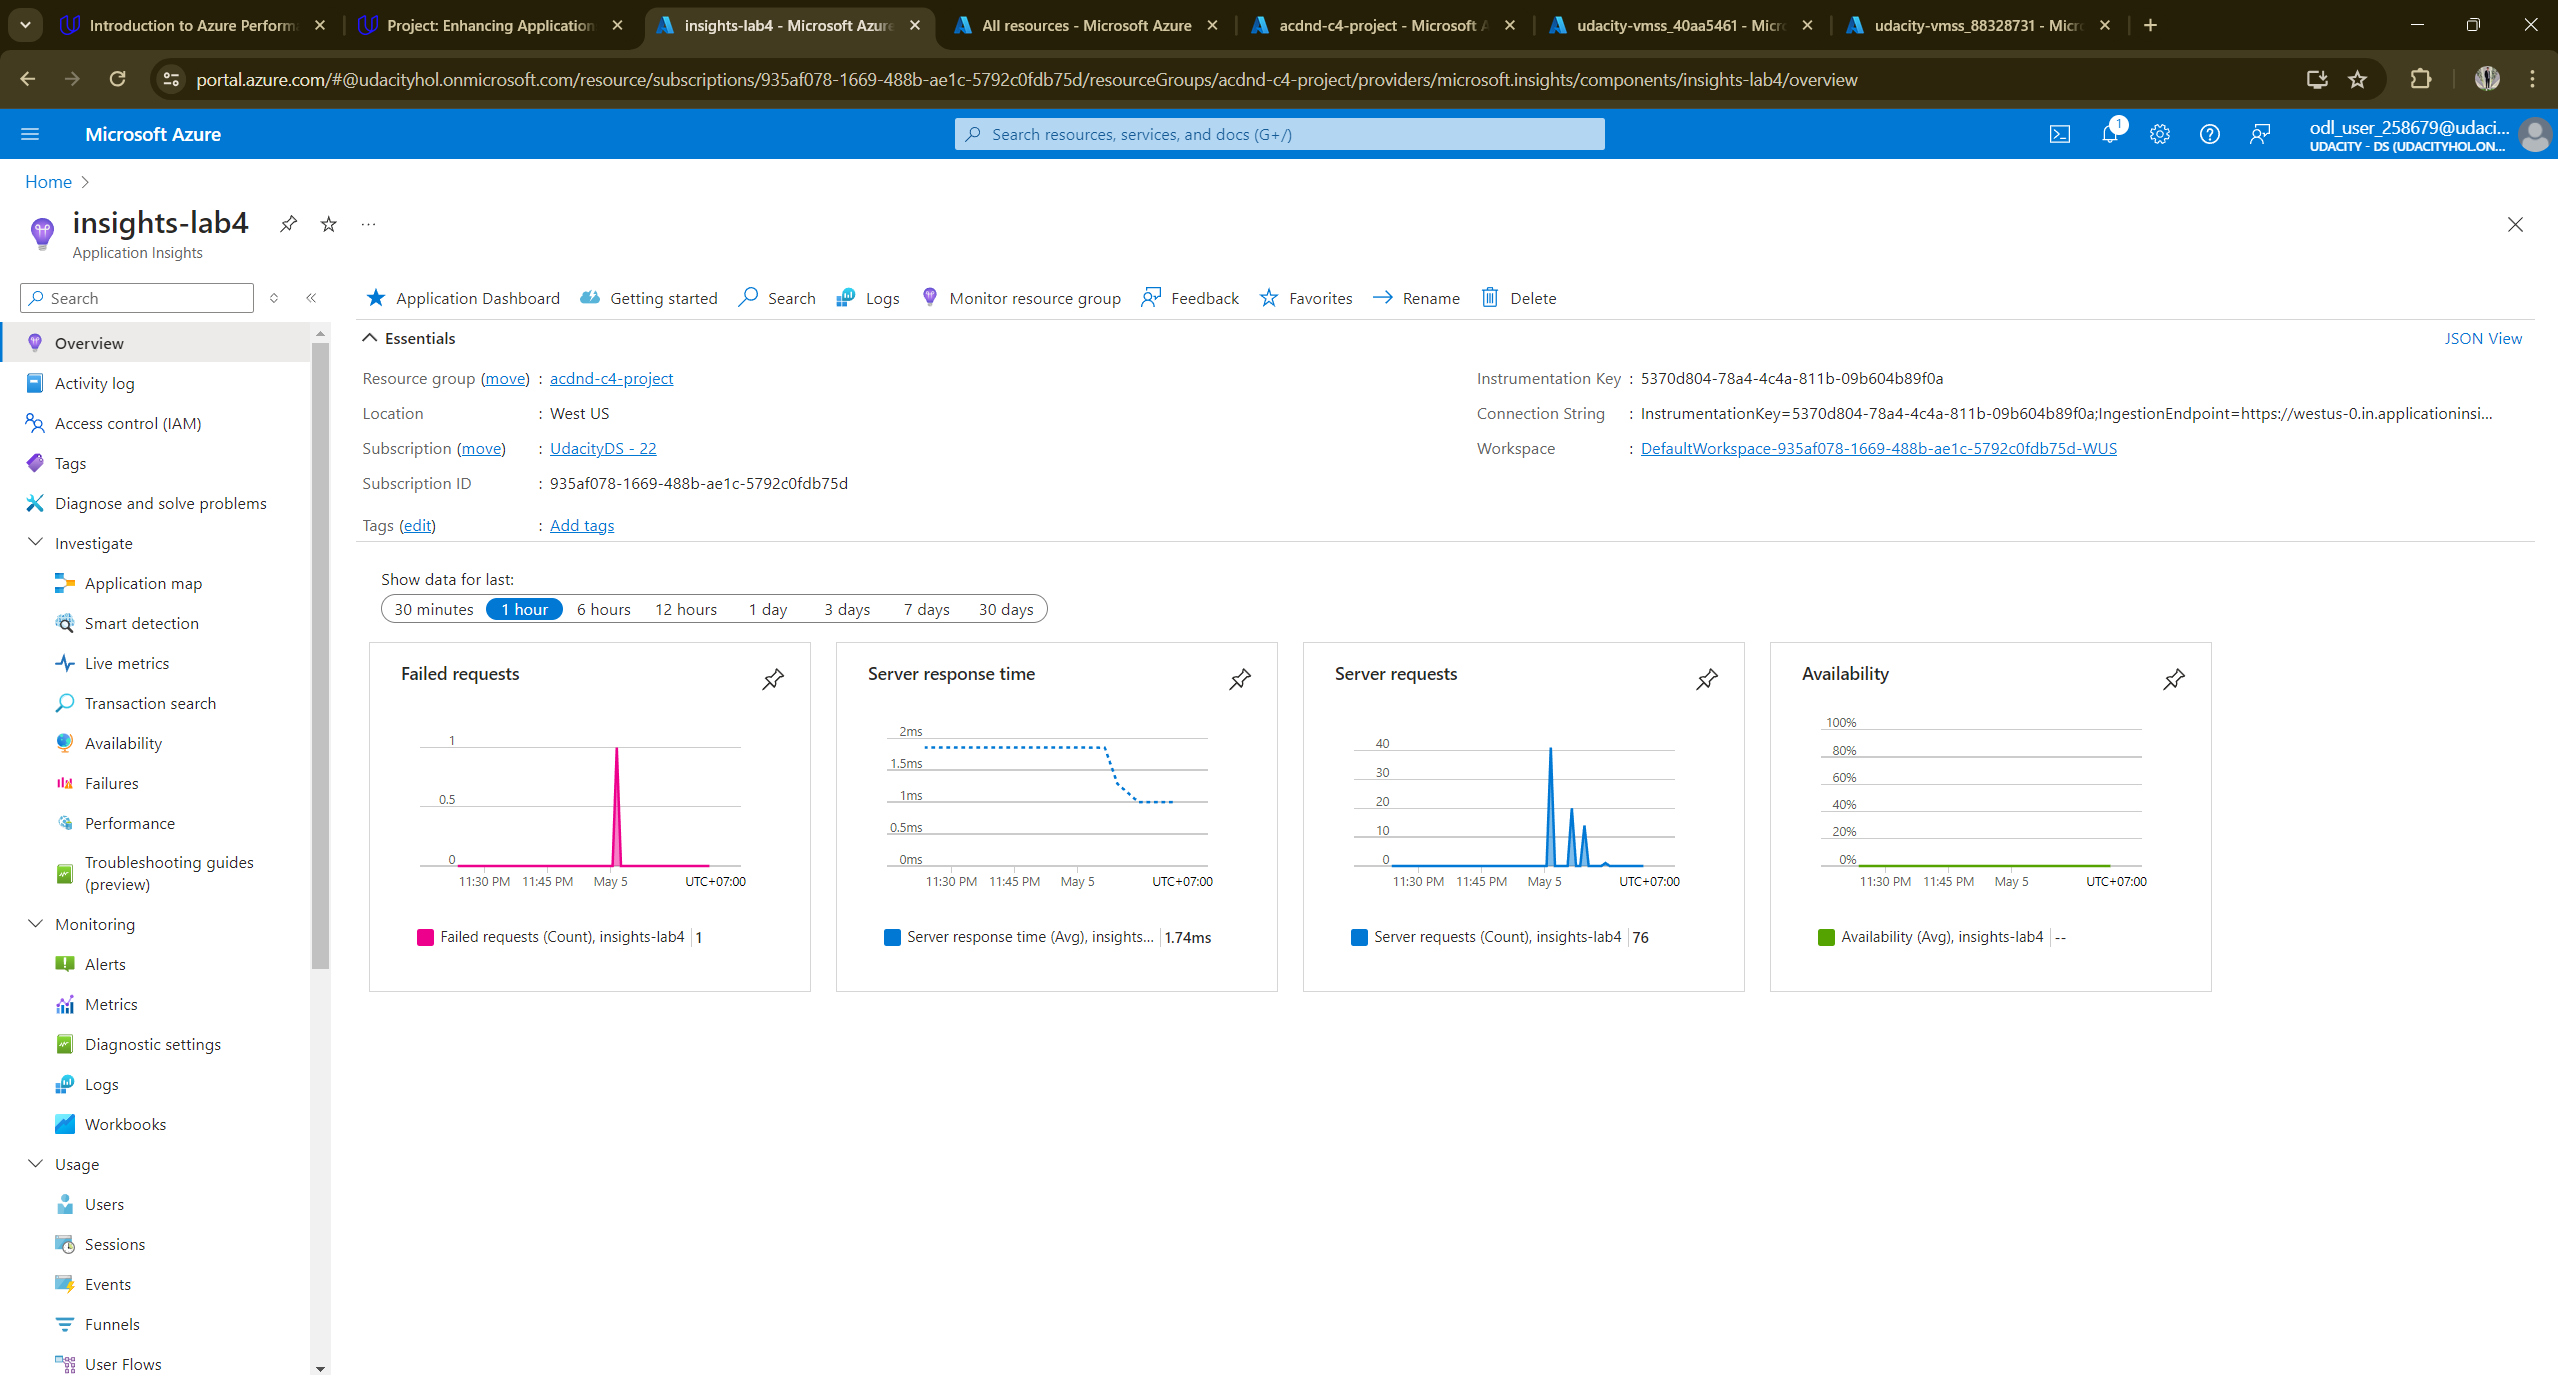 Introduction to Azure Perform
Project: Enhancing Application
insights-lab4 - Microsoft Azure
All resources - Microsoft Azure
acdnd-c4-project - Microsoft A
udacity-vmss_40aa5461 - Micro
udacity-vmss_88328731 - Micro
portal.azure.com/#@udacityhol.onmicrosoft.com/resource/subscriptions/935af078-1669-488b-ae1c-5792c0fdb75d/resourceGroups/acdnd-c4-project/providers/microsoft.insights/components/insights-lab4/overview
Microsoft Azure
Search resources, services, and docs (G+/)
1
odl_user_258679@udaci...
UDACITY - DS (UDACITYHOL.ON...
Home
insights-lab4
Application Insights
Search
Application Dashboard
Getting started
Search
Logs
Monitor resource group
Feedback
Favorites
Rename
Delete
Overview
Activity log
Access control (IAM)
Tags
Diagnose and solve problems
Investigate
Application map
Smart detection
Live metrics
Transaction search
Availability
Failures
Performance
Troubleshooting guides
(preview)
Monitoring
Alerts
Metrics
Diagnostic settings
Logs
Workbooks
Usage
Users
Sessions
Events
Funnels
User Flows
Essentials
JSON View
Resource group (move) : acdnd-c4-project
Location : West US
Subscription (move) : UdacityDS - 22
Subscription ID : 935af078-1669-488b-ae1c-5792c0fdb75d
Tags (edit) : Add tags
Instrumentation Key : 5370d804-78a4-4c4a-811b-09b604b89f0a
Connection String : InstrumentationKey=5370d804-78a4-4c4a-811b-09b604b89f0a;IngestionEndpoint=https://westus-0.in.applicationinsi...
Workspace : DefaultWorkspace-935af078-1669-488b-ae1c-5792c0fdb75d-WUS
Show data for last:
30 minutes 1 hour 6 hours 12 hours 1 day 3 days 7 days 30 days
Failed requests
1
0.5
0
11:30 PM 11:45 PM May 5 UTC+07:00
Failed requests (Count), insights-lab4 1
Server response time
2ms
1.5ms
1ms
0.5ms
0ms
11:30 PM 11:45 PM May 5 UTC+07:00
Server response time (Avg), insights... 1.74ms
Server requests
40
30
20
10
0
11:30 PM 11:45 PM May 5 UTC+07:00
Server requests (Count), insights-lab4 76
Availability
100%
80%
60%
40%
20%
0%
11:30 PM 11:45 PM May 5 UTC+07:00
Availability (Avg), insights-lab4 --